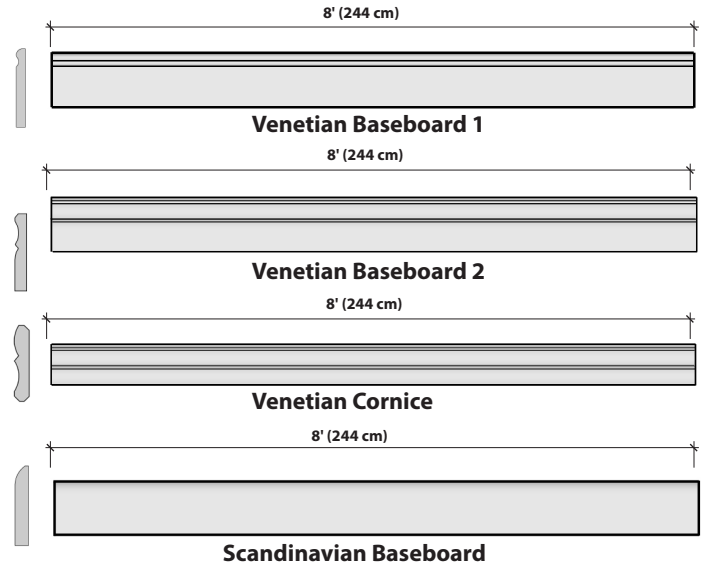 8' (244 cm)
Venetian Baseboard 1
8' (244 cm)
Venetian Baseboard 2
8' (244 cm)
Venetian Cornice
8' (244 cm)
Scandinavian Baseboard